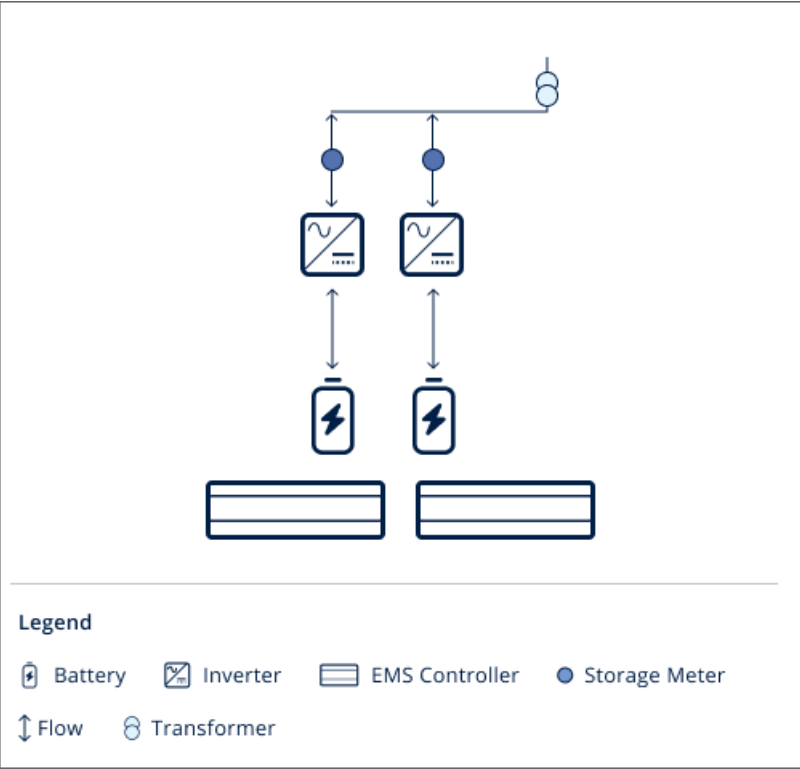 Legend
Battery Inverter EMS Controller Storage Meter
Flow Transformer